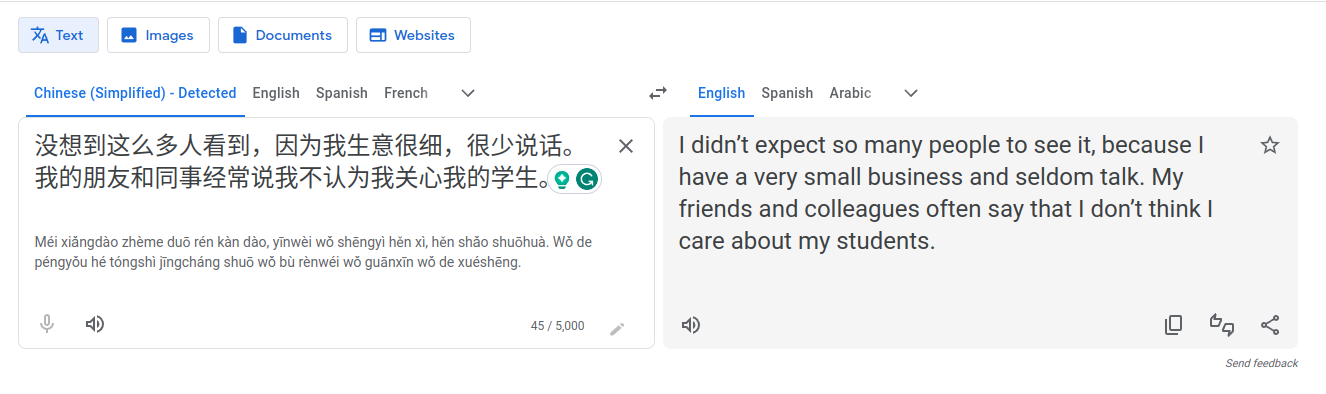 Text Images Documents Websites
Chinese (Simplified) - Detected English Spanish French English Spanish Arabic
没想到这么多人看到，因为我生意很细，很少说话。
我的朋友和同事经常说我不认为我关心我的学生。
Méi xiǎngdào zhème duō rén kàn dào, yīnwèi wǒ shēngyì hěn xì, hěn shǎo shuōhuà. Wǒ de
péngyǒu hé tóngshì jīngcháng shuō wǒ bù rènwéi wǒ guānxīn wǒ de xuéshēng.
45 / 5,000
I didn’t expect so many people to see it, because I
have a very small business and seldom talk. My
friends and colleagues often say that I don’t think I
care about my students.
Send feedback